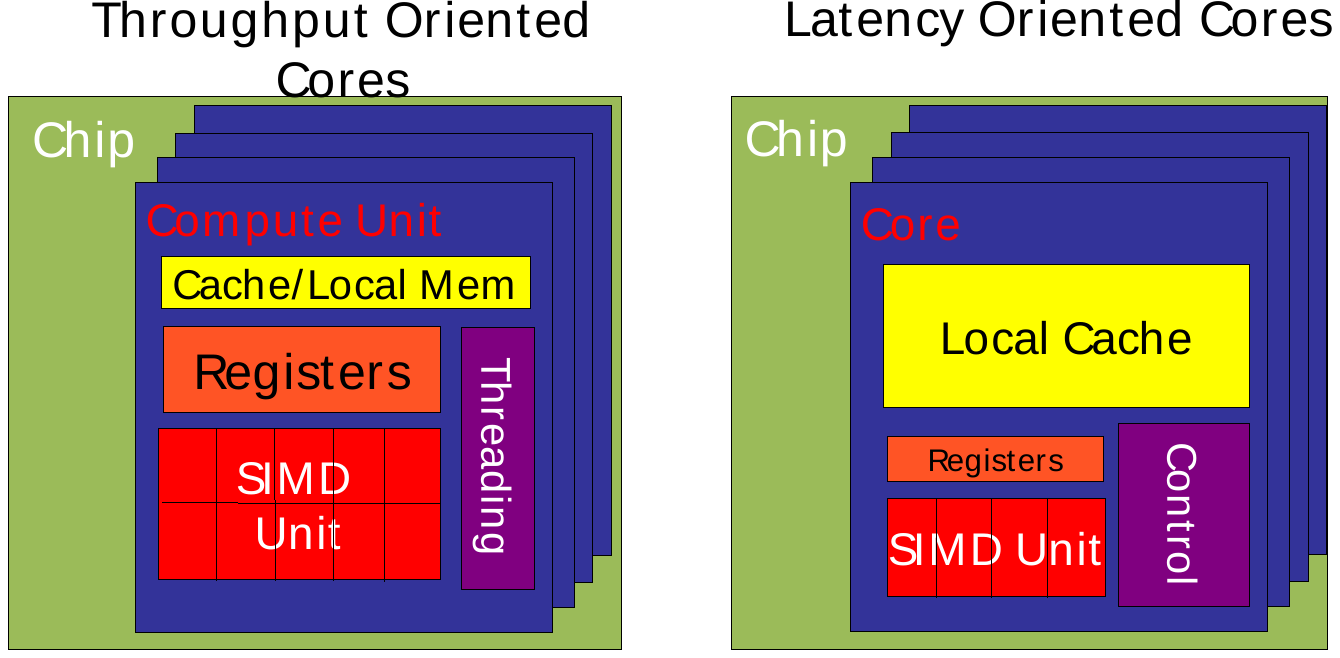 Throughput Oriented
Cores
Chip
Compute Unit
Cache/Local Mem
Registers
Threading
SIMD
Unit
Latency Oriented Cores
Chip
Core
Local Cache
Registers
Control
SIMD Unit